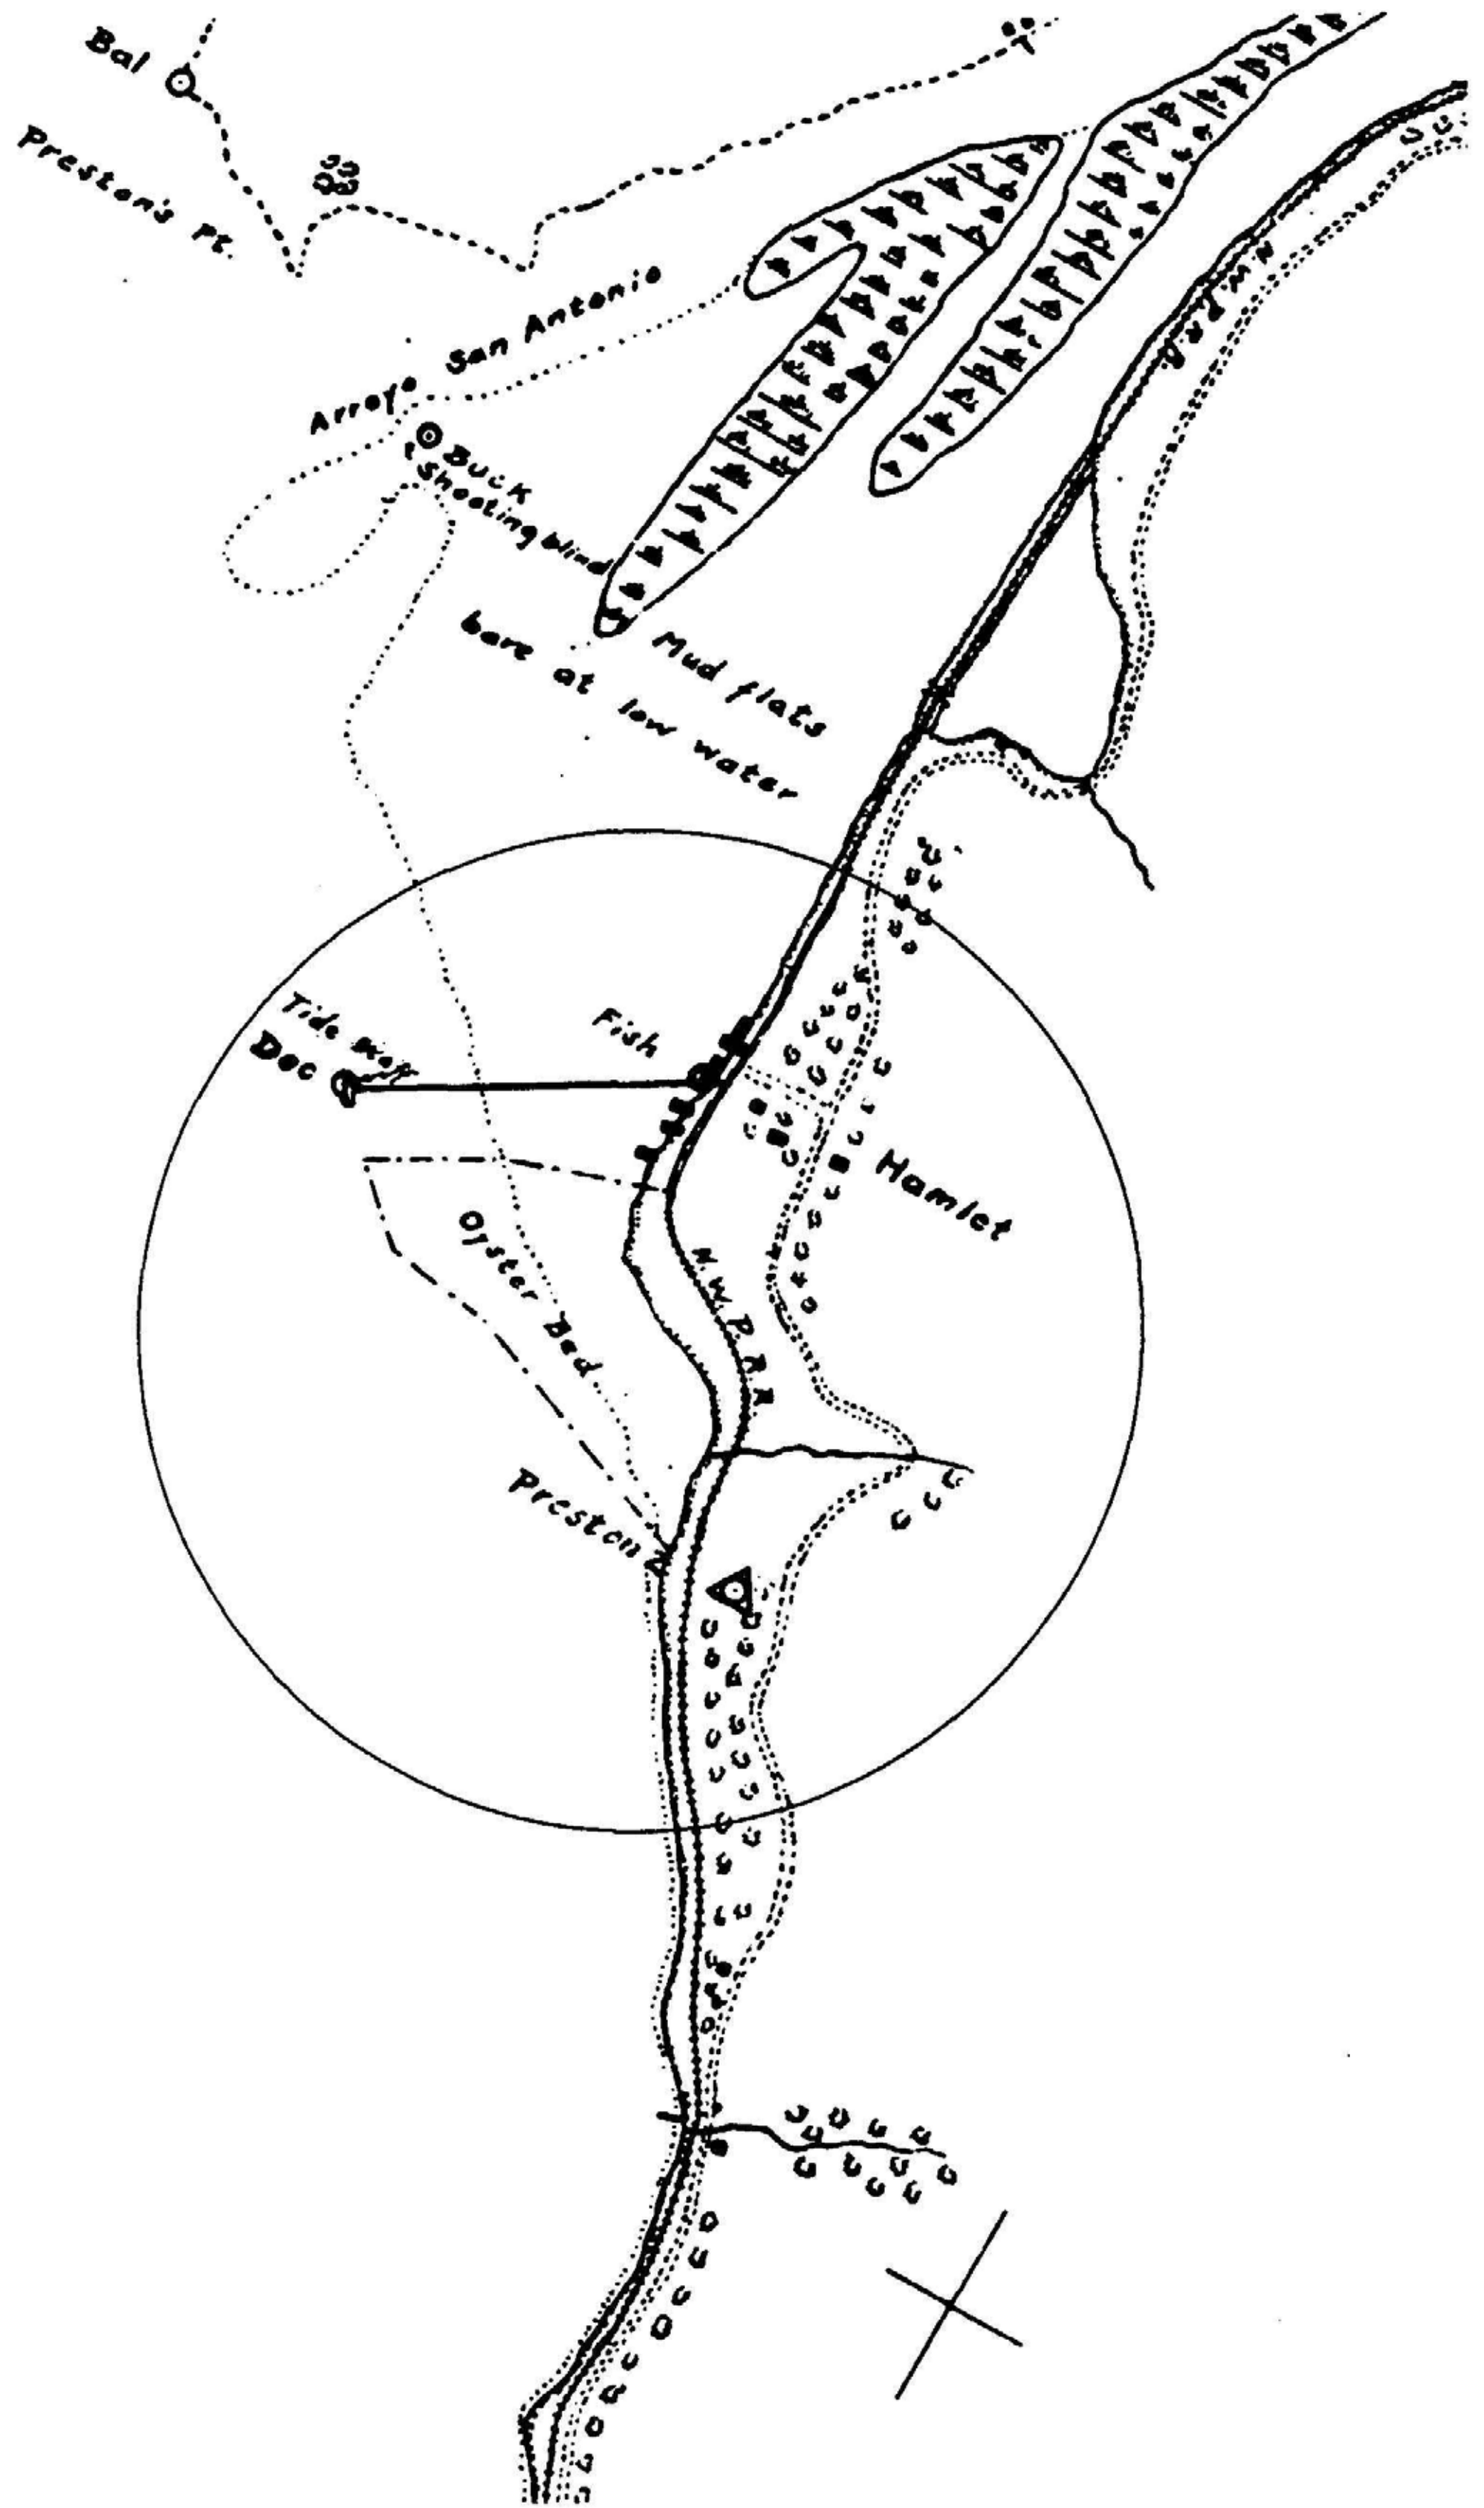 Bal
Preston's Pt.
Arroyo San Antonio
Buck
Shooting Blind
Mud flats
bare at low water
Tide
Doc
Fish
Hamlet
Oyster Bed
N.W.P.R.R.
Preston